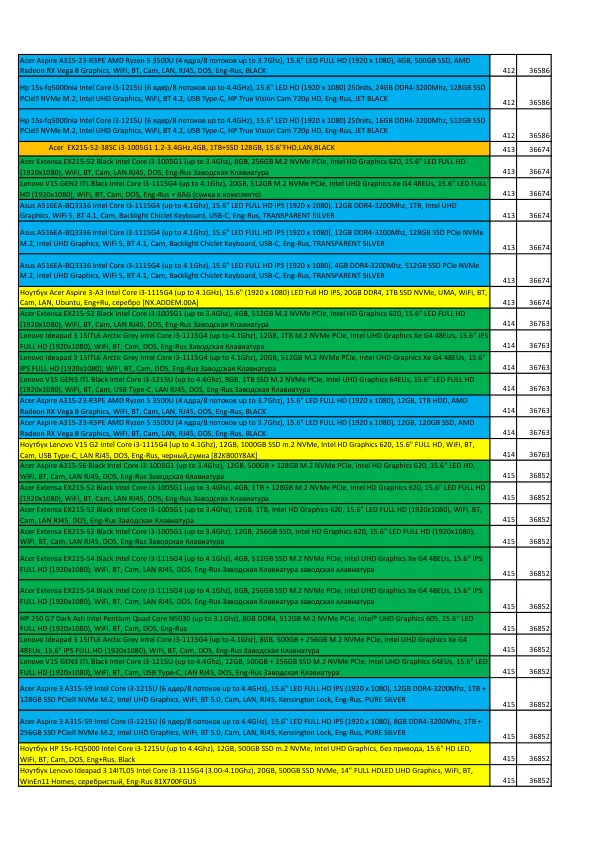 Acer Aspire A315-23-R3PE AMD Ryzen 5 3500U (4 ядра/8 потоков up to 3.7Ghz), 15.6" LED FULL HD (1920 x 1080), 4GB, 500GB SSD, AMD
Radeon RX Vega 8 Graphics, WiFi, BT, Cam, LAN, RJ45, DOS, Eng-Rus, BLACK 412 36586
Hp 15s-fq5000nia Intel Core i3-1215U (6 ядер/8 потоков up to 4.4GHz), 15.6" LED HD (1920 x 1080) 250nits, 24GB DDR4-3200Mhz, 128GB SSD
PCIe NVMe M.2, Intel UHD Graphics, WiFi, BT 4.2, USB Type-C, HP True Vision Cam 720p HD, Eng-Rus, JET BLACK 412 36586
Hp 15s-fq5000nia Intel Core i3-1215U (6 ядер/8 потоков up to 4.4GHz), 15.6" LED HD (1920 x 1080) 250nits, 16GB DDR4-3200Mhz, 512GB SSD
PCIe NVMe M.2, Intel UHD Graphics, WiFi, BT 4.2, USB Type-C, HP True Vision Cam 720p HD, Eng-Rus, JET BLACK 412 36586
Acer EX215-52-385C i3-1005G1 1.2-3.4GHz,4GB, 1TB+SSD 128GB, 15.6"FHD,LAN,BLACK 413 36674
Acer Extensa EX215-52 Black Intel Core i3-1005G1 (up to 3.4Ghz), 8GB, 256GB M.2 NVMe PCIe, Intel HD Graphics 620, 15.6" LED FULL HD
(1920x1080), WiFi, BT, Cam, LAN RJ45, DOS, Eng-Rus Заводская Клавиатура 413 36674
Lenovo V15 GEN2 ITL Black Intel Core i3-1115G4 (up to 4.1Ghz), 20GB, 512GB M.2 NVMe PCIe, Intel UHD Graphics Xe G4 48EUs, 15.6" LED FULL
HD (1920x1080), WiFi, BT, Cam, DOS, Eng-Rus + BAG (сумка в комплекте) 413 36674
Asus A516EA-BQ3336 Intel Core i3-1115G4 (up to 4.1Ghz), 15.6" LED FULL HD IPS (1920 x 1080), 12GB DDR4-3200Mhz, 1TB, Intel UHD
Graphics, WiFi 5, BT 4.1, Cam, Backlight Chiclet Keyboard, USB-C, Eng-Rus, TRANSPARENT SILVER 413 36674
Asus A516EA-BQ3336 Intel Core i3-1115G4 (up to 4.1Ghz), 15.6" LED FULL HD IPS (1920 x 1080), 12GB DDR4-3200Mhz, 128GB SSD PCIe NVMe
M.2, Intel UHD Graphics, WiFi 5, BT 4.1, Cam, Backlight Chiclet Keyboard, USB-C, Eng-Rus, TRANSPARENT SILVER 413 36674
Asus A516EA-BQ3336 Intel Core i3-1115G4 (up to 4.1Ghz), 15.6" LED FULL HD IPS (1920 x 1080), 4GB DDR4-3200Mhz, 512GB SSD PCIe NVMe
M.2, Intel UHD Graphics, WiFi 5, BT 4.1, Cam, Backlight Chiclet Keyboard, USB-C, Eng-Rus, TRANSPARENT SILVER 413 36674
Ноутбук Acer Aspire 3-A3 Intel Core i3-1115G4 (up to 4.1Ghz), 15.6" (1920 x 1080) LED Full HD IPS, 20GB DDR4, 1TB SSD NVMe, UMA, WiFi, BT,
Cam, LAN, Ubuntu, Eng+Ru, серебро [NX.ADDEM.00A] 413 36674
Acer Extensa EX215-52 Black Intel Core i3-1005G1 (up to 3.4Ghz), 4GB, 512GB M.2 NVMe PCIe, Intel HD Graphics 620, 15.6" LED FULL HD
(1920x1080), WiFi, BT, Cam, LAN RJ45, DOS, Eng-Rus Заводская Клавиатура 414 36763
Lenovo Ideapad 3 15ITL6 Arctic Grey Intel Core i3-1115G4 (up to 4.1Ghz), 12GB, 1TB M.2 NVMe PCIe, Intel UHD Graphics Xe G4 48EUs, 15.6" IPS
FULL HD (1920x1080), WiFi, BT, Cam, DOS, Eng-Rus Заводская Клавиатура 414 36763
Lenovo Ideapad 3 15ITL6 Arctic Grey Intel Core i3-1115G4 (up to 4.1Ghz), 20GB, 512GB M.2 NVMe PCIe, Intel UHD Graphics Xe G4 48EUs, 15.6"
IPS FULL HD (1920x1080), WiFi, BT, Cam, DOS, Eng-Rus Заводская Клавиатура 414 36763
Lenovo V15 GEN3 ITL Black Intel Core i3-1215U (up to 4.4Ghz), 8GB, 1TB SSD M.2 NVMe PCIe, Intel UHD Graphics 64EUs, 15.6" LED FULL HD
(1920x1080), WiFi, BT, Cam, USB Type-C, LAN RJ45, DOS, Eng-Rus Заводская Клавиатура 414 36763
Acer Aspire A315-23-R3PE AMD Ryzen 5 3500U (4 ядра/8 потоков up to 3.7Ghz), 15.6" LED FULL HD (1920 x 1080), 12GB, 1TB HDD, AMD
Radeon RX Vega 8 Graphics, WiFi, BT, Cam, LAN, RJ45, DOS, Eng-Rus, BLACK 414 36763
Acer Aspire A315-23-R3PE AMD Ryzen 5 3500U (4 ядра/8 потоков up to 3.7Ghz), 15.6" LED FULL HD (1920 x 1080), 12GB, 120GB SSD, AMD
Radeon RX Vega 8 Graphics, WiFi, BT, Cam, LAN, RJ45, DOS, Eng-Rus, BLACK 414 36763
Ноутбук Lenovo V15 G2 Intel Core i3-1115G4 (up to 4.1Ghz), 12GB, 1000GB SSD m.2 NVMe, Intel HD Graphics 620, 15.6" FULL HD, WiFi, BT,
Cam, USB Type-C, LAN RJ45, DOS, Eng-Rus, черный,сумка [82KB00Y8AK] 414 36763
Acer Aspire A315-56 Black Intel Core i3-1005G1 (up to 3.4Ghz), 12GB, 500GB + 128GB M.2 NVMe PCIe, Intel HD Graphics 620, 15.6" LED HD,
WiFi, BT, Cam, LAN RJ45, DOS, Eng-Rus Заводская Клавиатура 415 36852
Acer Extensa EX215-52 Black Intel Core i3-1005G1 (up to 3.4Ghz), 4GB, 1TB + 128GB M.2 NVMe PCIe, Intel HD Graphics 620, 15.6" LED FULL HD
(1920x1080), WiFi, BT, Cam, LAN RJ45, DOS, Eng-Rus Заводская Клавиатура 415 36852
Acer Extensa EX215-52 Black Intel Core i3-1005G1 (up to 3.4Ghz), 12GB, 1TB, Intel HD Graphics 620, 15.6" LED FULL HD (1920x1080), WiFi, BT,
Cam, LAN RJ45, DOS, Eng-Rus Заводская Клавиатура 415 36852
Acer Extensa EX215-52 Black Intel Core i3-1005G1 (up to 3.4Ghz), 12GB, 256GB SSD, Intel HD Graphics 620, 15.6" LED FULL HD (1920x1080),
WiFi, BT, Cam, LAN RJ45, DOS, Eng-Rus Заводская Клавиатура 415 36852
Acer Extensa EX215-54 Black Intel Core i3-1115G4 (up to 4.1Ghz), 4GB, 512GB SSD M.2 NVMe PCIe, Intel UHD Graphics Xe G4 48EUs, 15.6" IPS
FULL HD (1920x1080), WiFi, BT, Cam, LAN RJ45, DOS, Eng-Rus Заводская Клавиатура заводская клавиатура 415 36852
Acer Extensa EX215-54 Black Intel Core i3-1115G4 (up to 4.1Ghz), 8GB, 256GB SSD M.2 NVMe PCIe, Intel UHD Graphics Xe G4 48EUs, 15.6" IPS
FULL HD (1920x1080), WiFi, BT, Cam, LAN RJ45, DOS, Eng-Rus Заводская Клавиатура заводская клавиатура 415 36852
HP 250 G7 Dark Ash Intel Pentium Quad Core N5030 (up to 3.1Ghz), 8GB DDR4, 512GB M.2 NVMe PCIe, Intel® UHD Graphics 605, 15.6" LED
FULL HD (1920x1080), WiFi, BT, Cam, DOS, Eng-Rus 415 36852
Lenovo Ideapad 3 15ITL6 Arctic Grey Intel Core i3-1115G4 (up to 4.1Ghz), 8GB, 500GB + 256GB M.2 NVMe PCIe, Intel UHD Graphics Xe G4
48EUs, 15.6" IPS FULL HD (1920x1080), WiFi, BT, Cam, DOS, Eng-Rus Заводская Клавиатура 415 36852
Lenovo V15 GEN3 ITL Black Intel Core i3-1215U (up to 4.4Ghz), 12GB, 500GB + 256GB SSD M.2 NVMe PCIe, Intel UHD Graphics 64EUs, 15.6" LED
FULL HD (1920x1080), WiFi, BT, Cam, USB Type-C, LAN RJ45, DOS, Eng-Rus Заводская Клавиатура 415 36852
Acer Aspire 3 A315-59 Intel Core i3-1215U (6 ядер/8 потоков up to 4.4GHz), 15.6" LED FULL HD IPS (1920 x 1080), 12GB DDR4-3200Mhz, 1TB +
128GB SSD PCIe NVMe M.2, Intel UHD Graphics, WiFi, BT 5.0, Cam, LAN, RJ45, Kensington Lock, Eng-Rus, PURE SILVER 415 36852
Acer Aspire 3 A315-59 Intel Core i3-1215U (6 ядер/8 потоков up to 4.4GHz), 15.6" LED FULL HD IPS (1920 x 1080), 8GB DDR4-3200Mhz, 1TB +
256GB SSD PCIe NVMe M.2, Intel UHD Graphics, WiFi, BT 5.0, Cam, LAN, RJ45, Kensington Lock, Eng-Rus, PURE SILVER 415 36852
Ноутбук HP 15s-FQ5000 Intel Core i3-1215U (up to 4.4Ghz), 12GB, 500GB SSD m.2 NVMe, Intel UHD Graphics, без привода, 15.6" HD LED,
WiFi, BT, Cam, DOS, Eng+Rus, Black 415 36852
Ноутбук Lenovo Ideapad 3 14ITL05 Intel Core i3-1115G4 (3.00-4.10Ghz), 20GB, 500GB SSD NVMe, 14" FULL HDLED UHD Graphics, WiFi, BT,
WinEn11 Homes, серебристый, Eng-Rus 81X700FGUS 415 36852